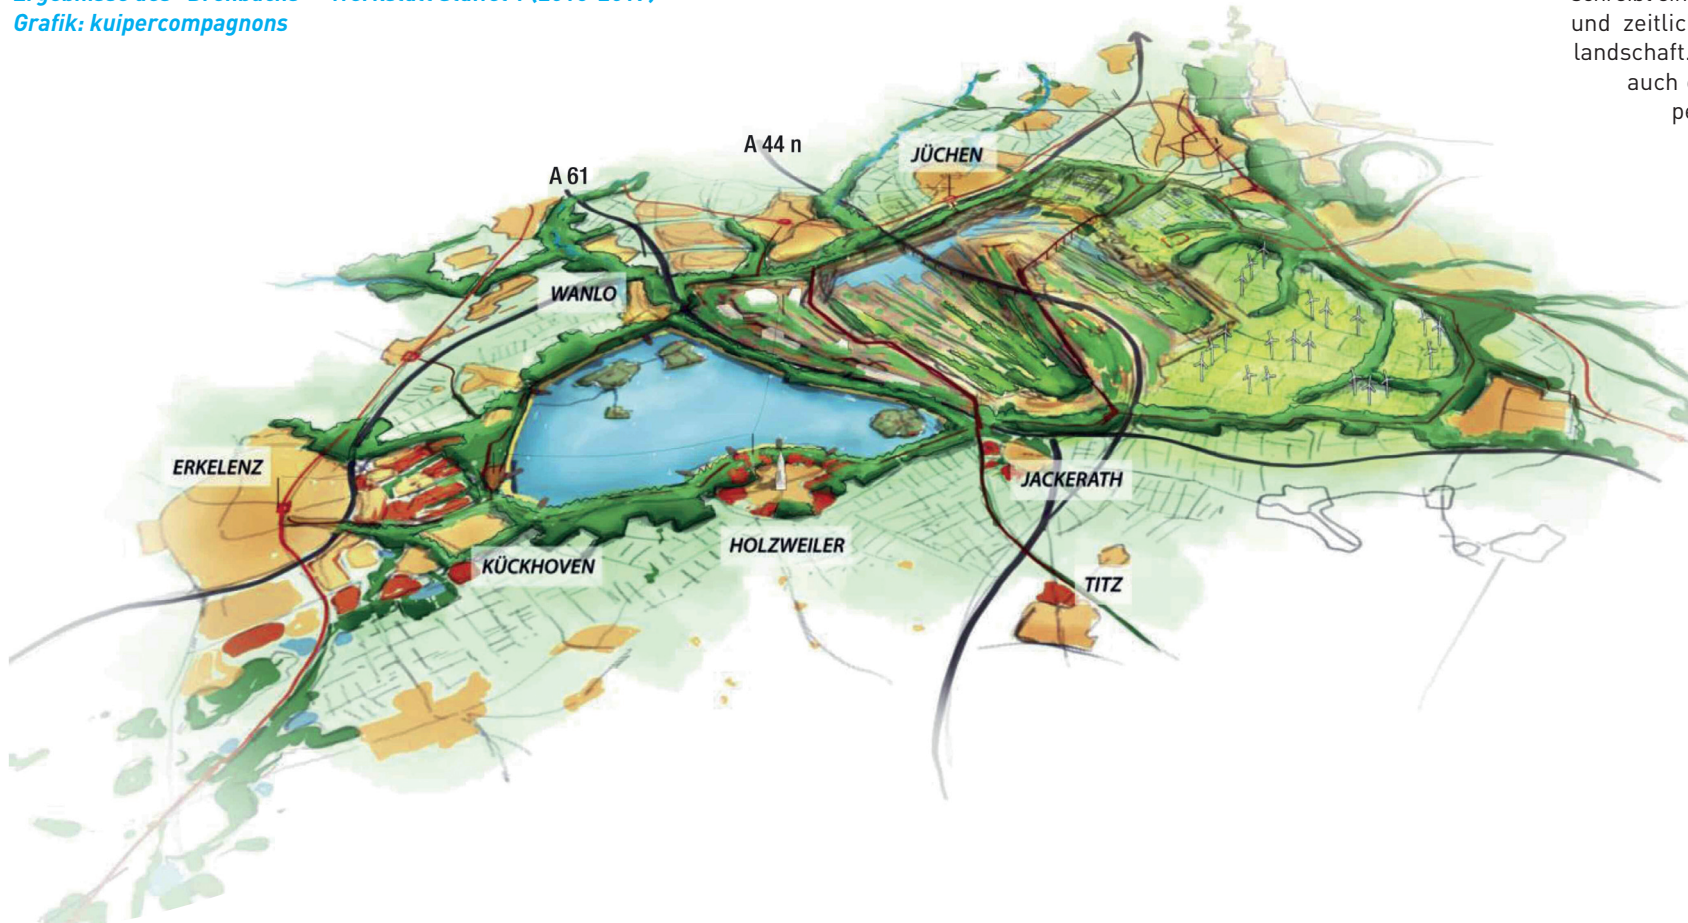 Grafik: kuipercompagnons
und zeitlic
landschaft.
auch
A 44 n
JÜCHEN
A 61
WANLO
ERKELENZ
JACKERATH
HOLZWEILER
KÜCKHOVEN
TITZ